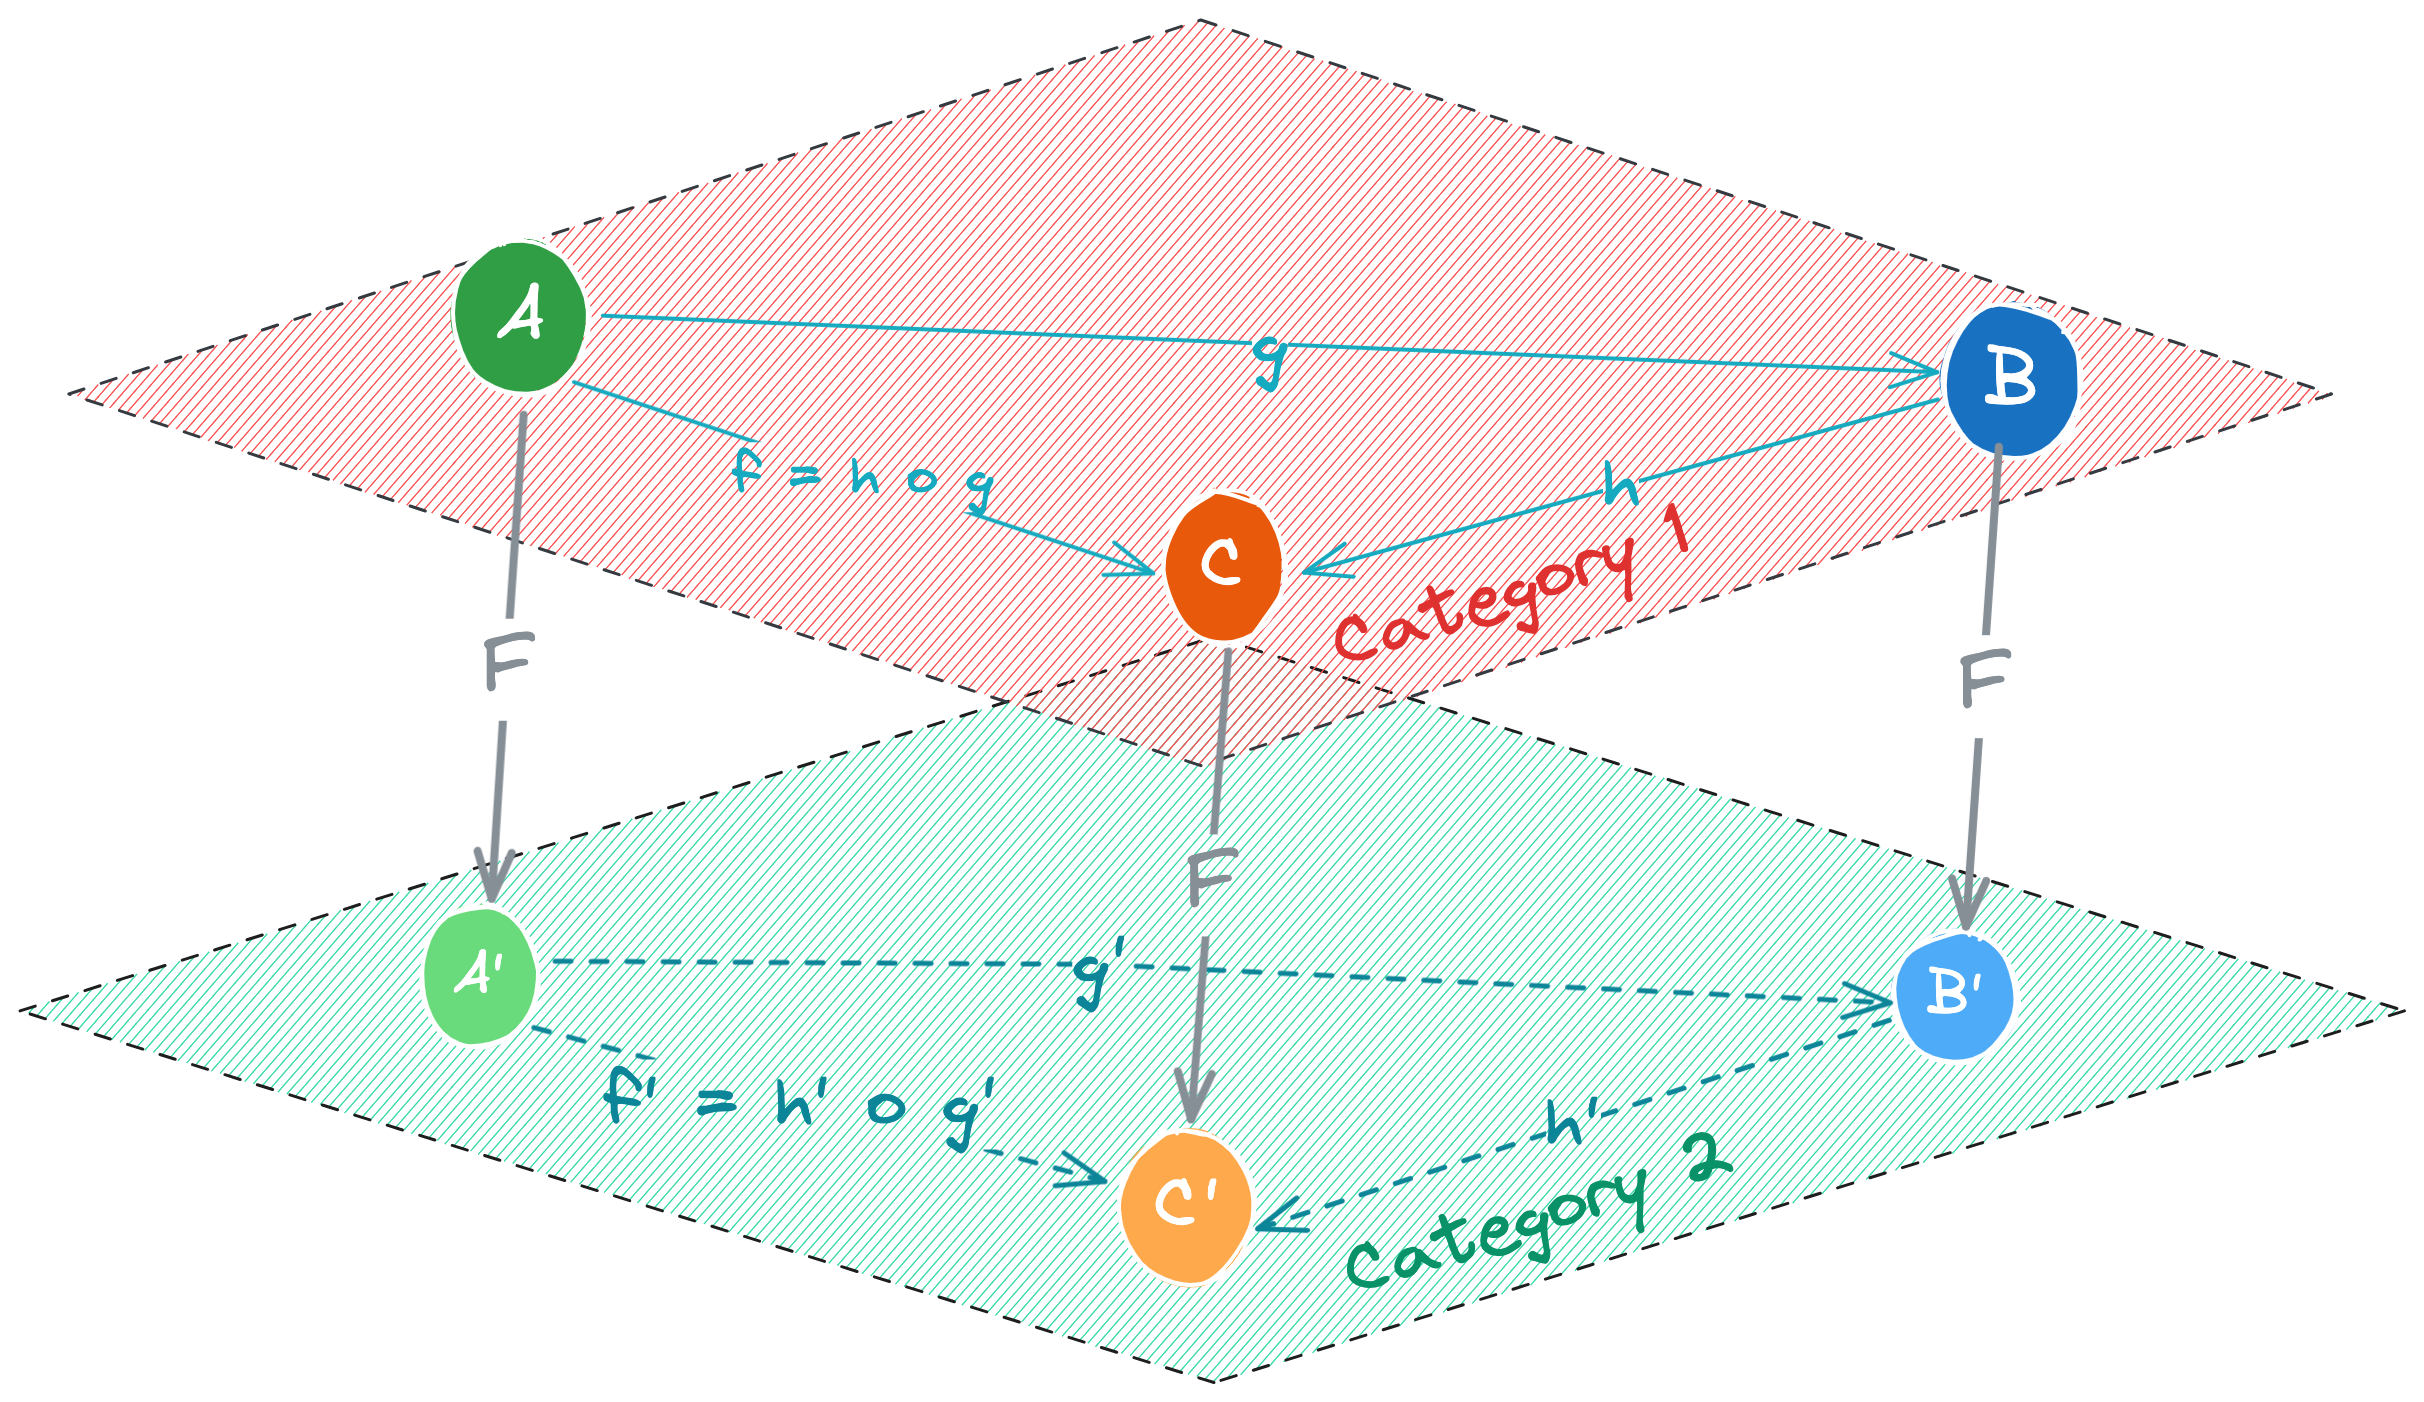 A
g
B
f = h o g
h
C
Category 1
F
F
F
A'
g'
B'
f' = h' o g'
h'
C'
Category 2